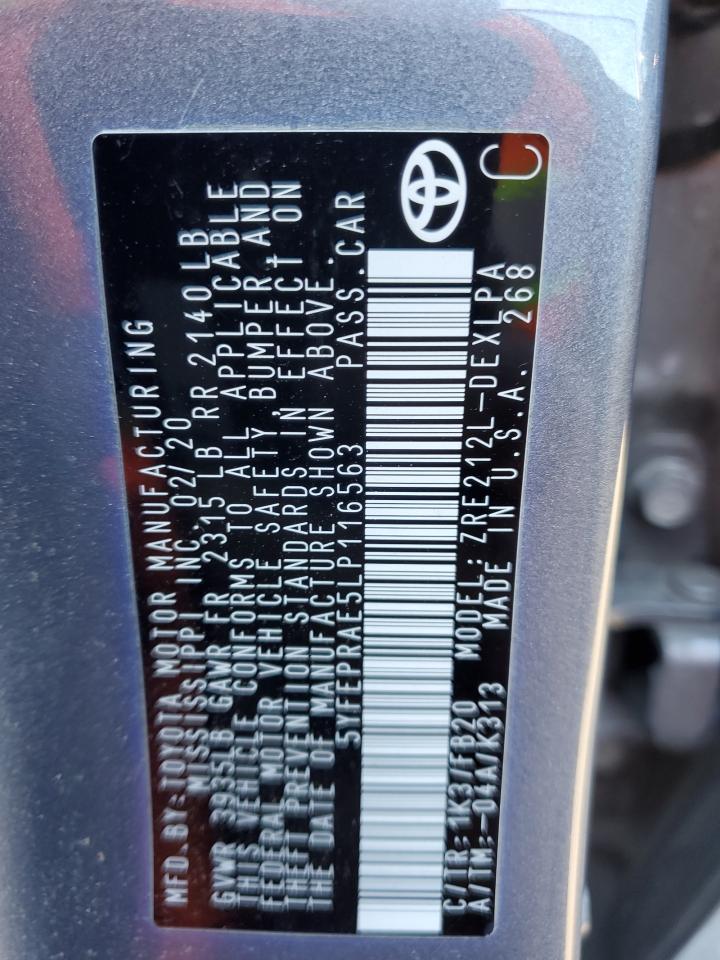 MFD. BY: TOYOTA MOTOR MANUFACTURING
MISSISSIPPI INC. 02/20
GVWR 3935LB GAWR FR 2315 LB RR 2140LB
THIS VEHICLE CONFORMS TO ALL APPLICABLE
FEDERAL MOTOR VEHICLE SAFETY, BUMPER, AND
THEFT PREVENTION STANDARDS IN EFFECT ON
THE DATE OF MANUFACTURE SHOWN ABOVE.
5YFEPRAE5LP116563 PASS. CAR
C/TR: 1K3/FB20 MODEL: ZRE212L-DEXLPA
A/TM: -04A/K313 MADE IN U.S.A. 268
C